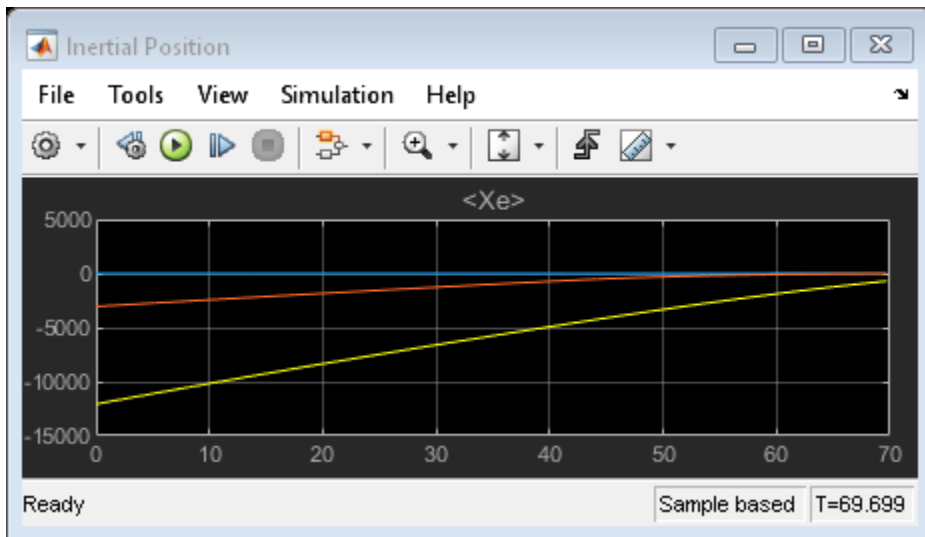 Inertial Position
File Tools View Simulation Help
<Xe>
5000
0
-5000
-10000
-15000
0 10 20 30 40 50 60 70
Ready Sample based T=69.699